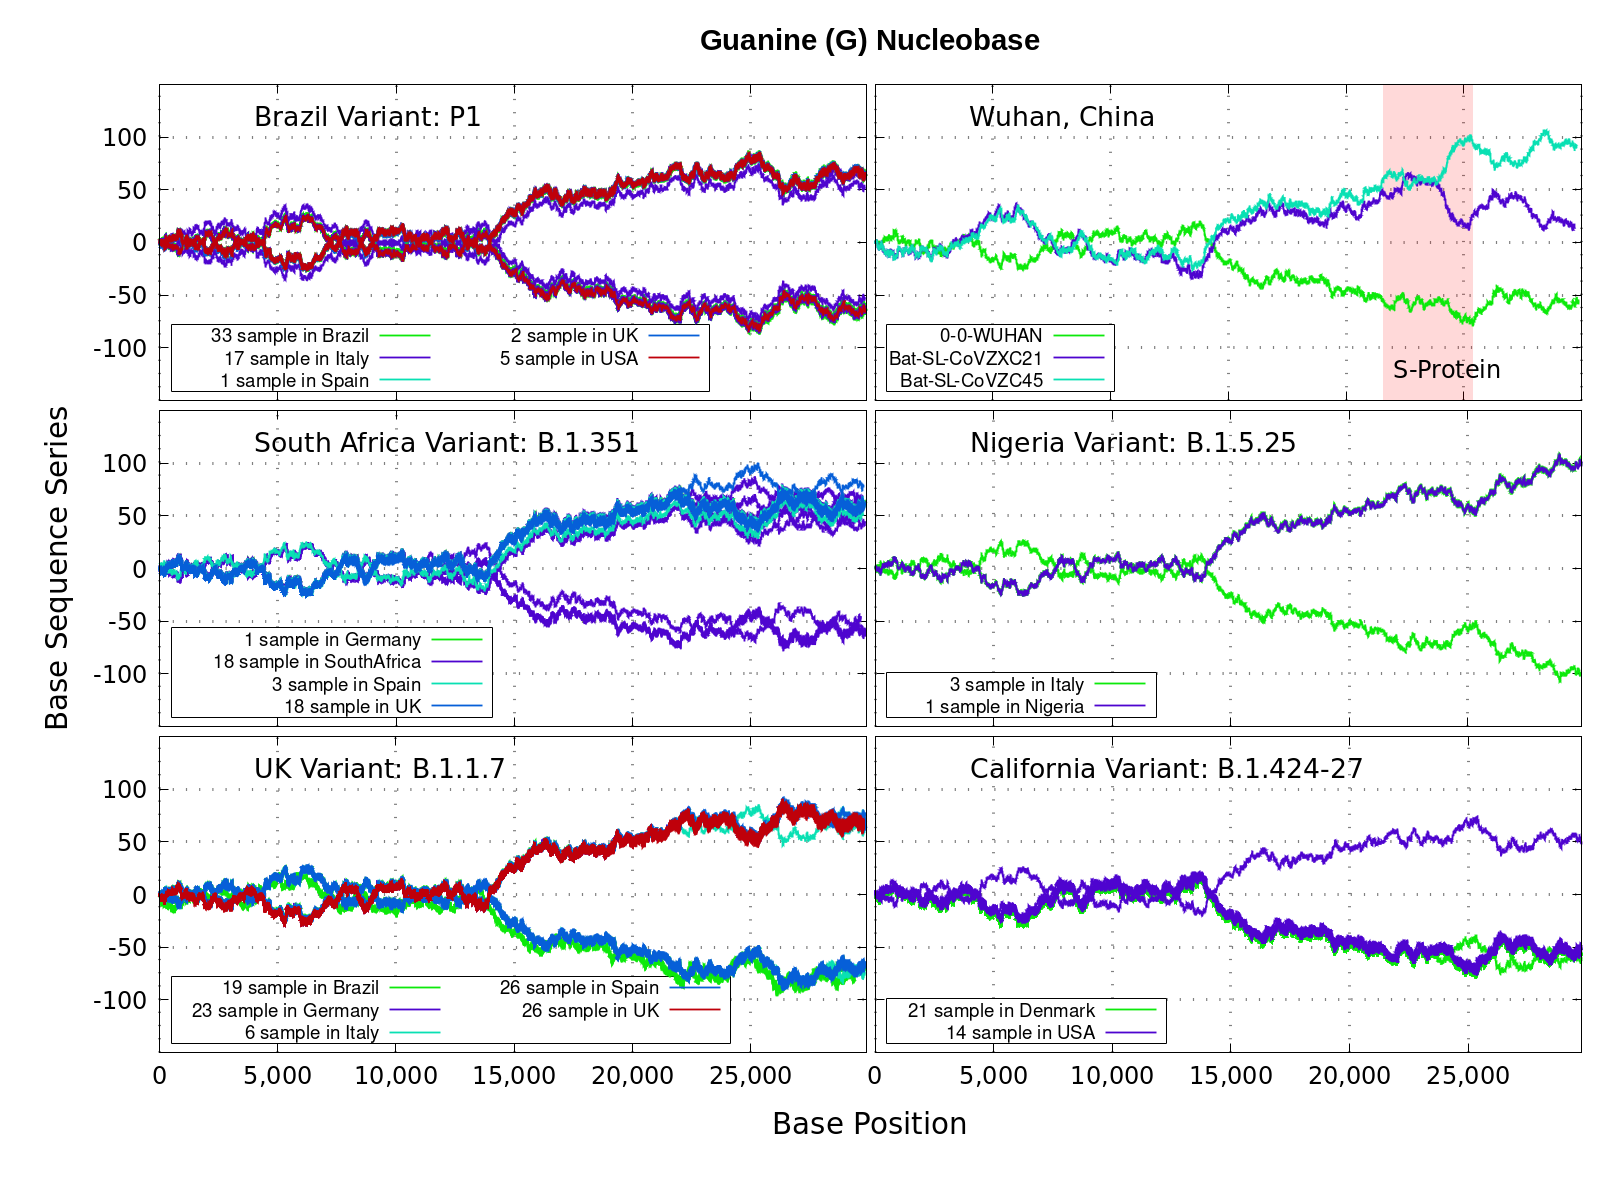 Guanine (G) Nucleobase
Base Sequence Series
Brazil Variant: P1
100
50
0
-50
-100
33 sample in Brazil
17 sample in Italy
1 sample in Spain
2 sample in UK
5 sample in USA
Wuhan, China
0-0-WUHAN
Bat-SL-CoVZXC21
Bat-SL-CoVZC45
S-Protein
South Africa Variant: B.1.351
100
50
0
-50
-100
1 sample in Germany
18 sample in SouthAfrica
3 sample in Spain
18 sample in UK
Nigeria Variant: B.1.5.25
3 sample in Italy
1 sample in Nigeria
UK Variant: B.1.1.7
100
50
0
-50
-100
19 sample in Brazil
23 sample in Germany
6 sample in Italy
26 sample in Spain
26 sample in UK
California Variant: B.1.424-27
21 sample in Denmark
14 sample in USA
0 5,000 10,000 15,000 20,000 25,000
0 5,000 10,000 15,000 20,000 25,000
Base Position